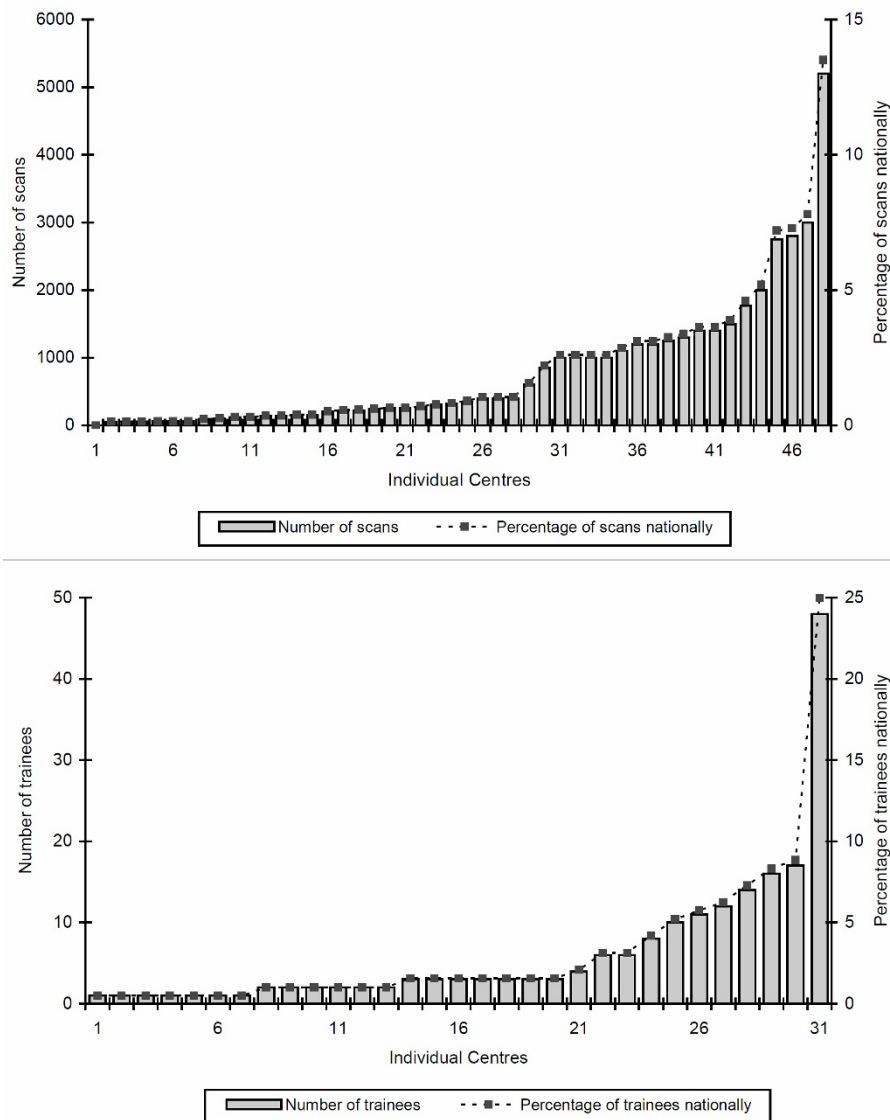 6000
5000
4000
3000
2000
1000
0
Number of scans
15
10
5
0
Percentage of scans nationally
1 6 11 16 21 26 31 36 41 46
Individual Centres
Number of scans Percentage of scans nationally
50
40
30
20
10
0
Number of trainees
25
20
15
10
5
0
Percentage of trainees nationally
1 6 11 16 21 26 31
Individual Centres
Number of trainees Percentage of trainees nationally